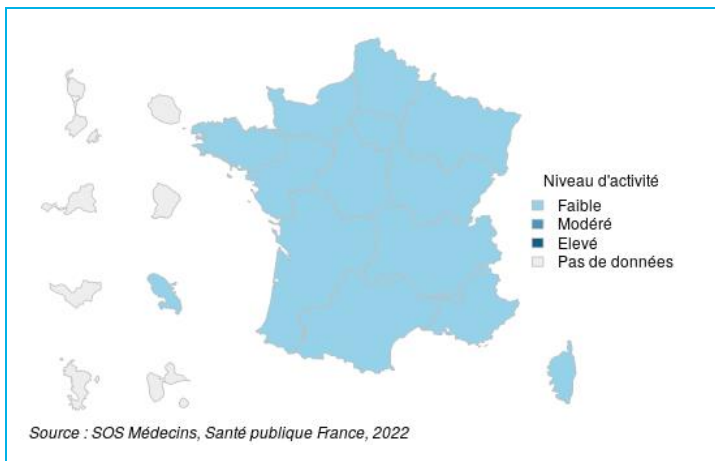 Niveau d'activité
Faible
Modéré
Elevé
Pas de données
Source : SOS Médecins, Santé publique France, 2022